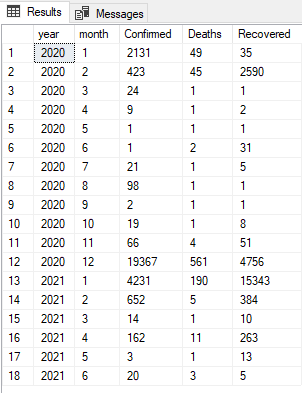 Results Messages
year month Confirmed Deaths Recovered
1 2020 1 2131 49 35
2 2020 2 423 45 2590
3 2020 3 24 1 1
4 2020 4 9 1 2
5 2020 5 1 1 1
6 2020 6 1 2 31
7 2020 7 21 1 5
8 2020 8 98 1 1
9 2020 9 2 1 1
10 2020 10 19 1 8
11 2020 11 66 4 51
12 2020 12 19367 561 4756
13 2021 1 4231 190 15343
14 2021 2 652 5 384
15 2021 3 14 1 10
16 2021 4 162 11 263
17 2021 5 3 1 13
18 2021 6 20 3 5